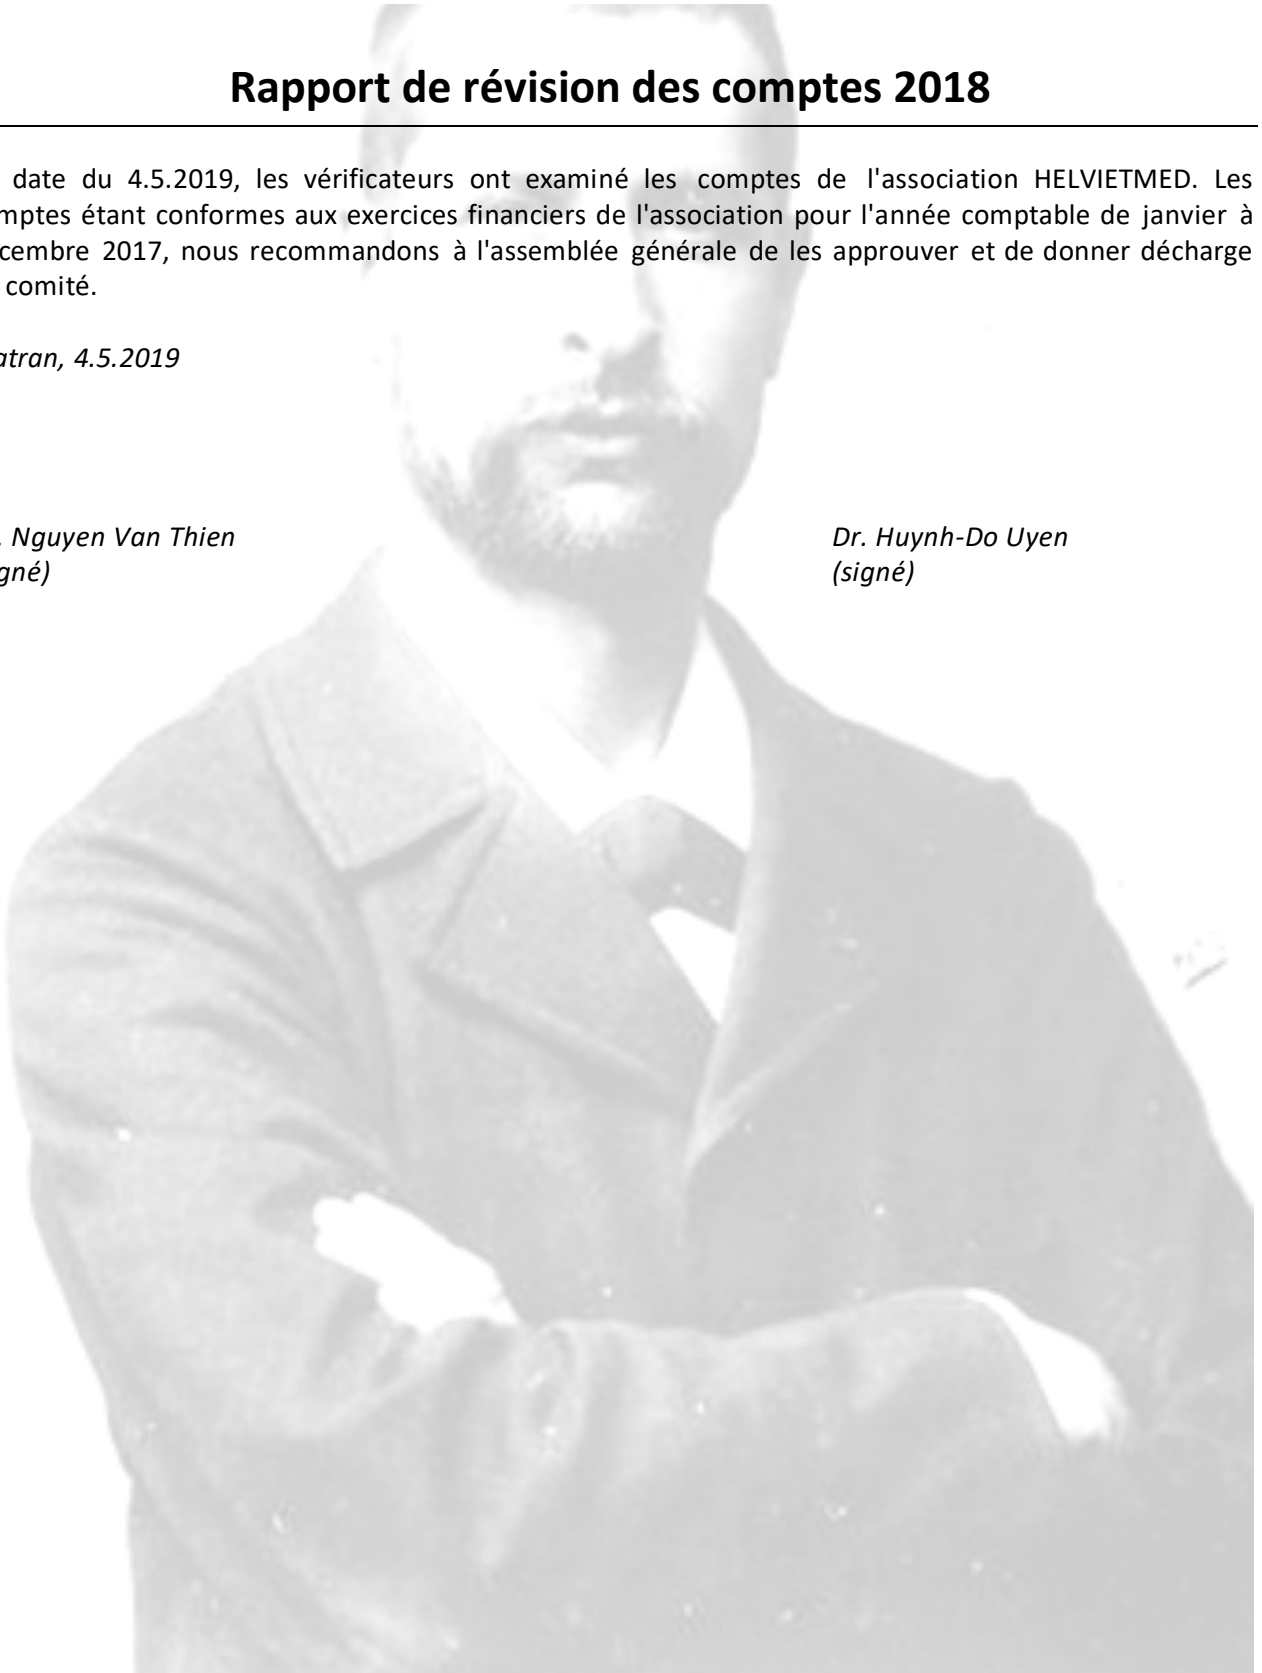 Rapport de révision des comptes 2018
date du 4.5.2019, les vérificateurs ont examiné les comptes de l'association HELVIETMED. Les
mptes étant conformes aux exercices financiers de l'association pour l'année comptable de janvier à
cembre 2017, nous recommandons à l'assemblée générale de les approuver et de donner décharge
comité.
atran, 4.5.2019
. Nguyen Van Thien
Dr. Huynh-Do Uyen
gné)
(signé)